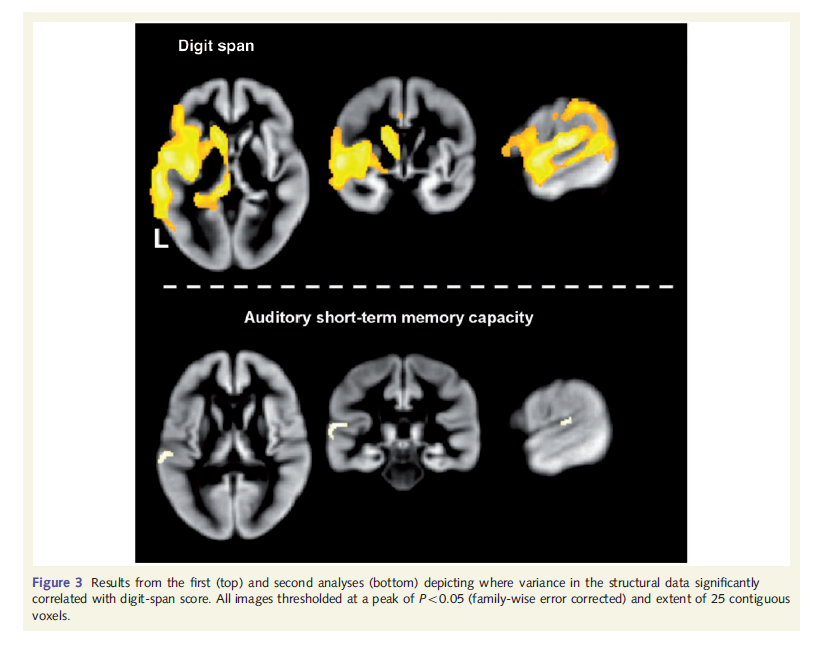 Digit span
L
Auditory short-term memory capacity
Figure 3 Results from the first (top) and second analyses (bottom) depicting where variance in the structural data significantly
correlated with digit-span score. All images thresholded at a peak of P<0.05 (family-wise error corrected) and extent of 25 contiguous
voxels.